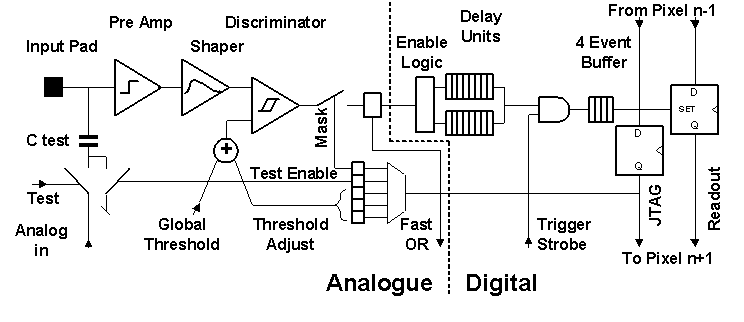 From Pixel n-1
Pre Amp
Discriminator
Delay
Units
Input Pad
Shaper
Enable
Logic
4 Event
Buffer
D
SET
Q
Mask
C test
D
Q
Test Enable
Test
Analog
in
Global
Threshold
Threshold
Adjust
Fast
OR
Trigger
Strobe
JTAG
Readout
To Pixel n+1
Analogue
Digital